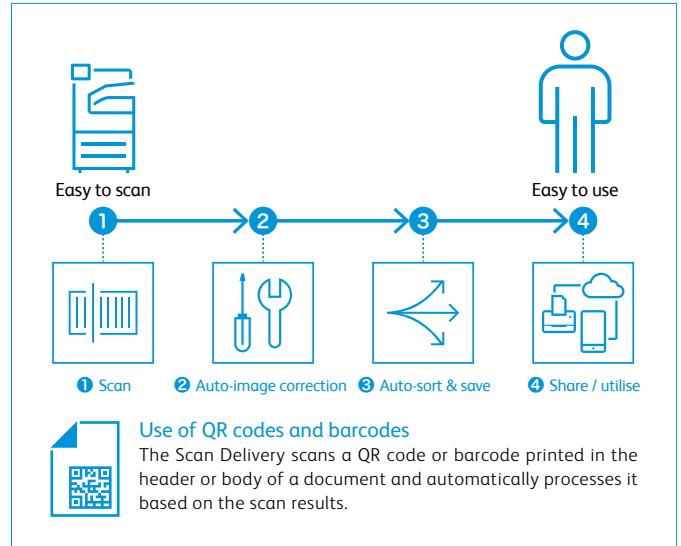 Easy to scan
Easy to use
1 2 3 4
❶ Scan
❷ Auto-image correction
❸ Auto-sort & save
❹ Share / utilise
Use of QR codes and barcodes
The Scan Delivery scans a QR code or barcode printed in the
header or body of a document and automatically processes it
based on the scan results.